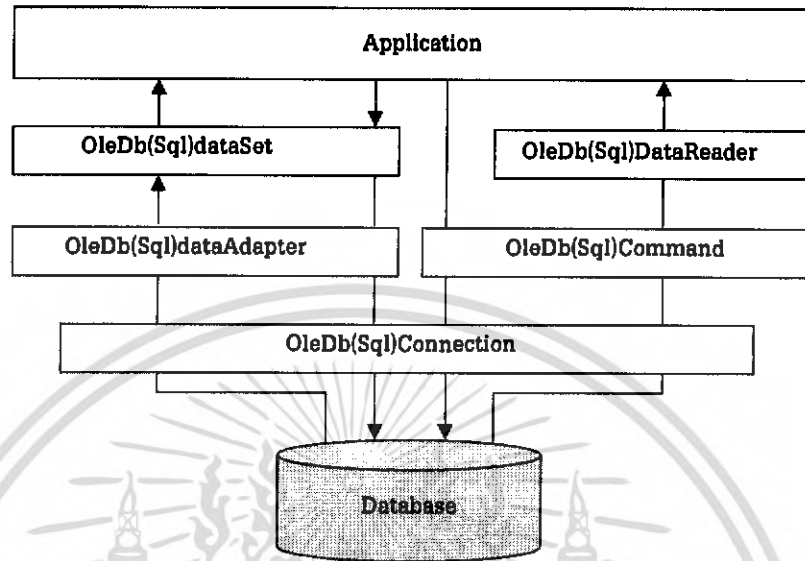 Application
OleDb(Sql)dataSet
OleDb(Sql)DataReader
OleDb(Sql)dataAdapter
OleDb(Sql)Command
OleDb(Sql)Connection
Database